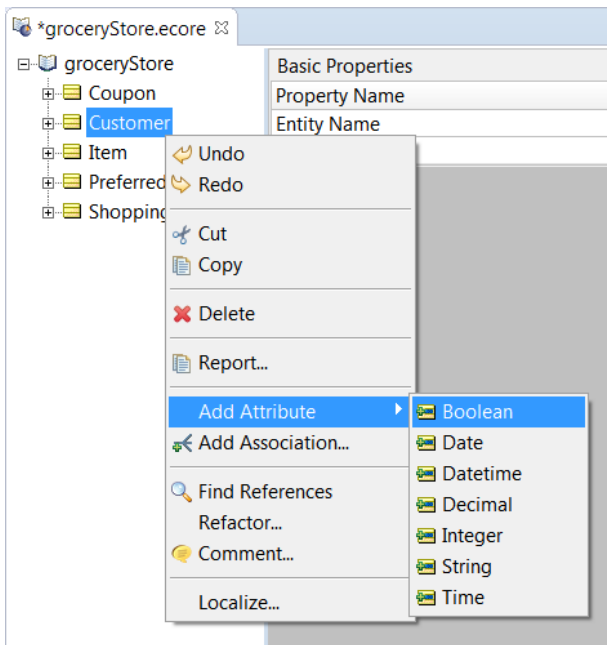 *groceryStore.ecore
groceryStore
Coupon
Customer
Item
Preferred
Shopping
Basic Properties
Property Name
Entity Name
Undo
Redo
Cut
Copy
Delete
Report...
Add Attribute
Add Association...
Find References
Refactor...
Comment...
Localize...
Boolean
Date
Datetime
Decimal
Integer
String
Time